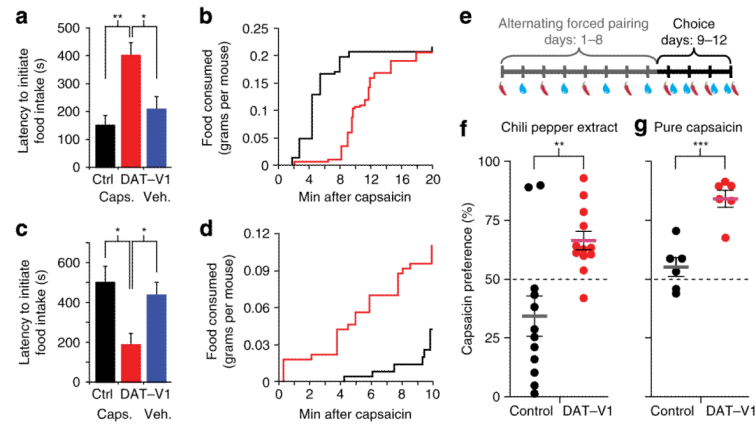 a
** *
Latency to initiate
food intake (s)
500
400
300
200
100
0
Ctrl DAT–V1
Caps. Veh.
b
Food consumed
(grams per mouse)
0.25
0.2
0.15
0.1
0.05
0
0 4 8 12 16 20
Min after capsaicin
c
* *
Latency to initiate
food intake (s)
600
400
200
0
Ctrl DAT–V1
Caps. Veh.
d
Food consumed
(grams per mouse)
0.12
0.09
0.06
0.03
0
0 2 4 6 8 10
Min after capsaicin
e
Alternating forced pairing
days: 1–8
Choice
days: 9–12
f
Chili pepper extract
**
Capsaicin preference (%)
100
75
50
25
0
Control DAT–V1
g
Pure capsaicin
***
Control DAT–V1